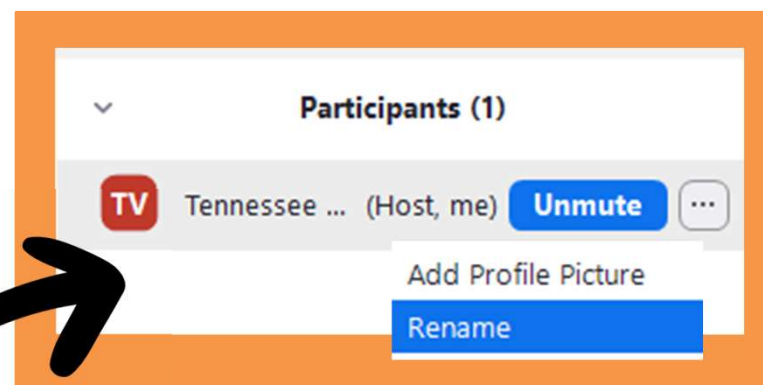 Participants (1)
TV Tennessee ... (Host, me) Unmute ...
Add Profile Picture
Rename